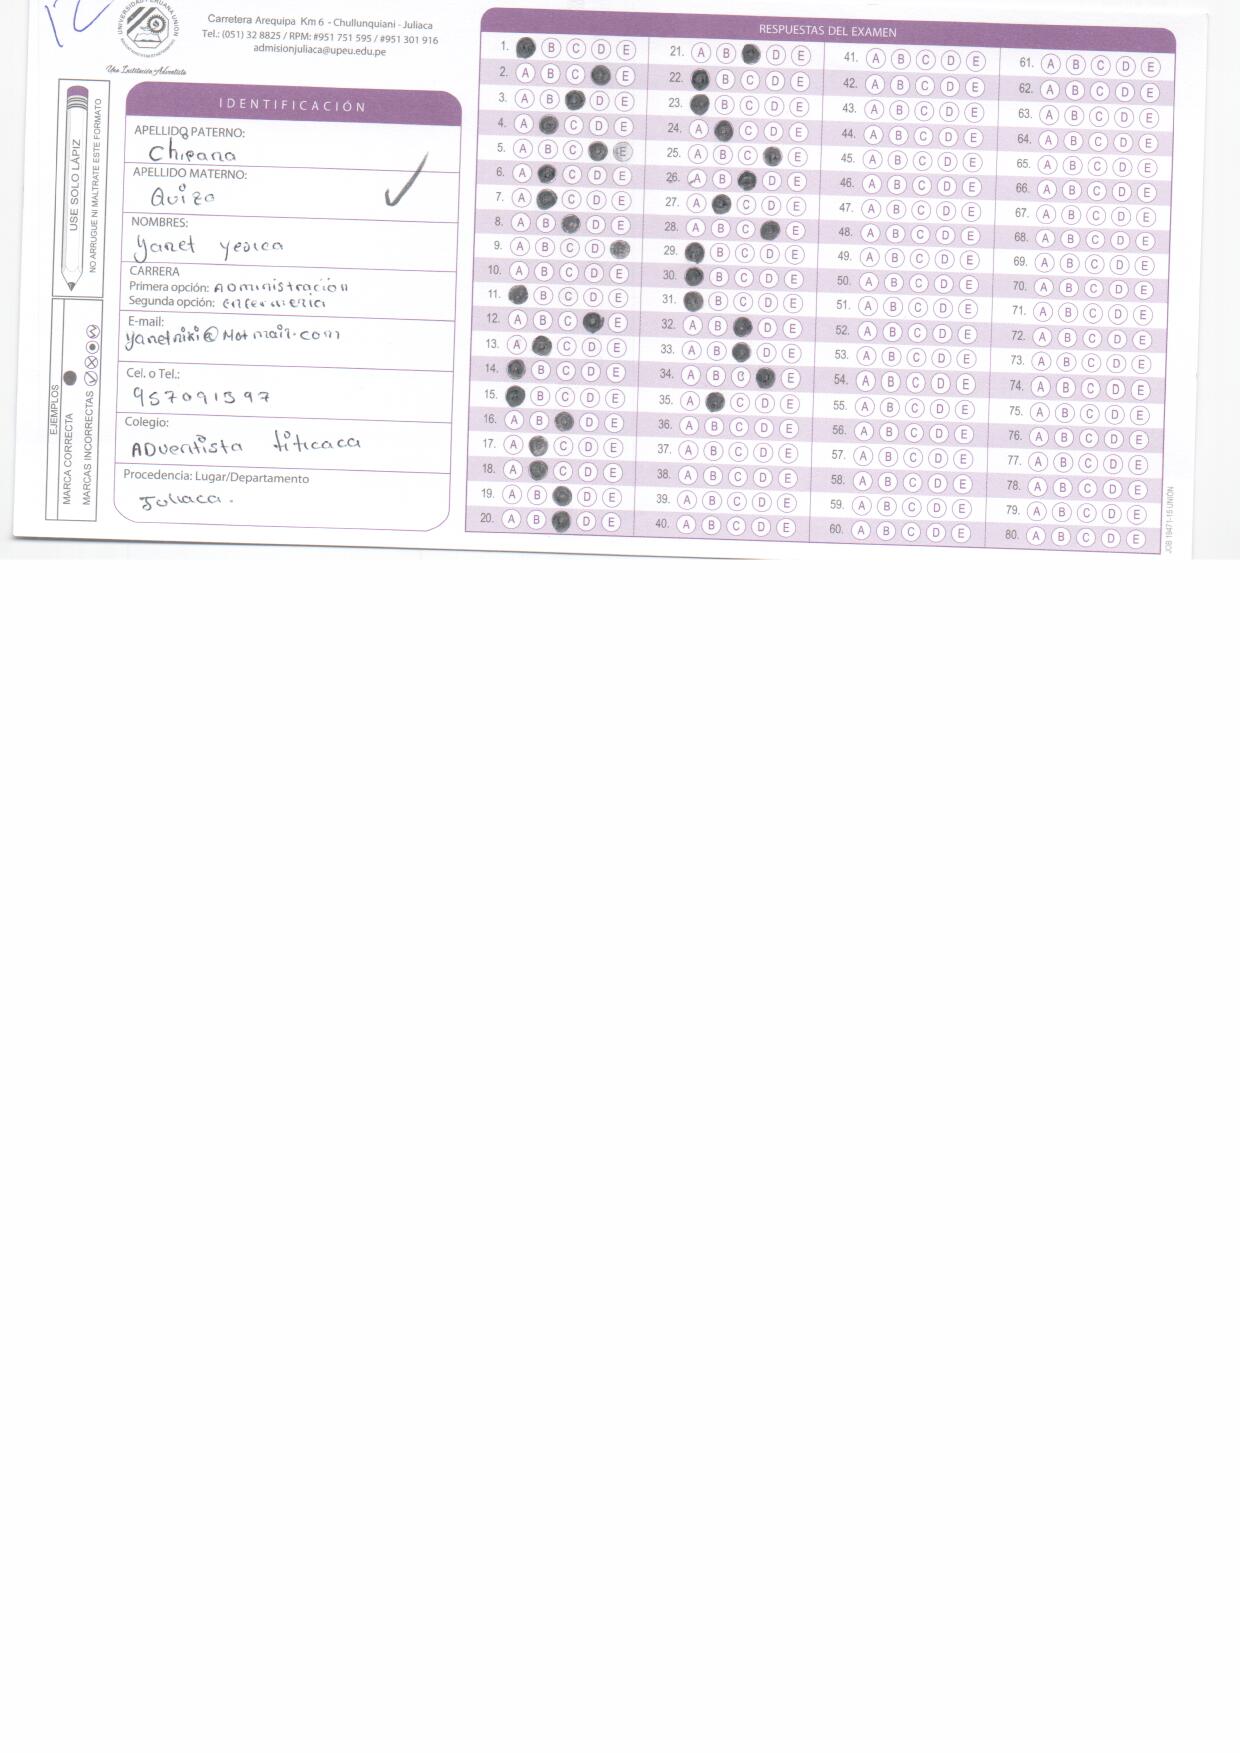 12
UNIVERSIDAD PERUANA UNION
Una Institución Adventista
Carretera Arequipa Km 6 - Chullunquiani - Juliaca
Tel.: (051) 32 8825 / RPM: #951 751 595 / #951 301 916
admisionjuliaca@upeu.edu.pe
USE SOLO LÁPIZ
NO ARRUGUE NI MALTRATE ESTE FORMATO
EJEMPLOS
MARCA CORRECTA
MARCAS INCORRECTAS
IDENTIFICACIÓN
APELLIDO PATERNO:
Chipana
APELLIDO MATERNO:
Quizo
NOMBRES:
Yanet yesica
CARRERA
Primera opción: ADministración
Segunda opción: enfermeria
E-mail:
yanetniki@Hotmail.com
Cel. o Tel.:
957091597
Colegio:
ADventista titicaca
Procedencia: Lugar/Departamento
Juliaca.
RESPUESTAS DEL EXAMEN
1. B C D E
2. A B C E
3. A B D E
4. A C D E
5. A B C E
6. A C D E
7. A C D E
8. A B D E
9. A B C D
10. A B C D E
11. B C D E
12. A B C E
13. A C D E
14. B C D E
15. B C D E
16. A B D E
17. A C D E
18. A C D E
19. A B D E
20. A B D E
21. A B D E
22. B C D E
23. B C D E
24. A C D E
25. A B C E
26. A B D E
27. A C D E
28. A B C E
29. B C D E
30. B C D E
31. B C D E
32. A B D E
33. A B D E
34. A B C E
35. A C D E
36. A B C D E
37. A B C D E
38. A B C D E
39. A B C D E
40. A B C D E
41. A B C D E
42. A B C D E
43. A B C D E
44. A B C D E
45. A B C D E
46. A B C D E
47. A B C D E
48. A B C D E
49. A B C D E
50. A B C D E
51. A B C D E
52. A B C D E
53. A B C D E
54. A B C D E
55. A B C D E
56. A B C D E
57. A B C D E
58. A B C D E
59. A B C D E
60. A B C D E
61. A B C D E
62. A B C D E
63. A B C D E
64. A B C D E
65. A B C D E
66. A B C D E
67. A B C D E
68. A B C D E
69. A B C D E
70. A B C D E
71. A B C D E
72. A B C D E
73. A B C D E
74. A B C D E
75. A B C D E
76. A B C D E
77. A B C D E
78. A B C D E
79. A B C D E
80. A B C D E
JOB 19471-15 UNIÓN